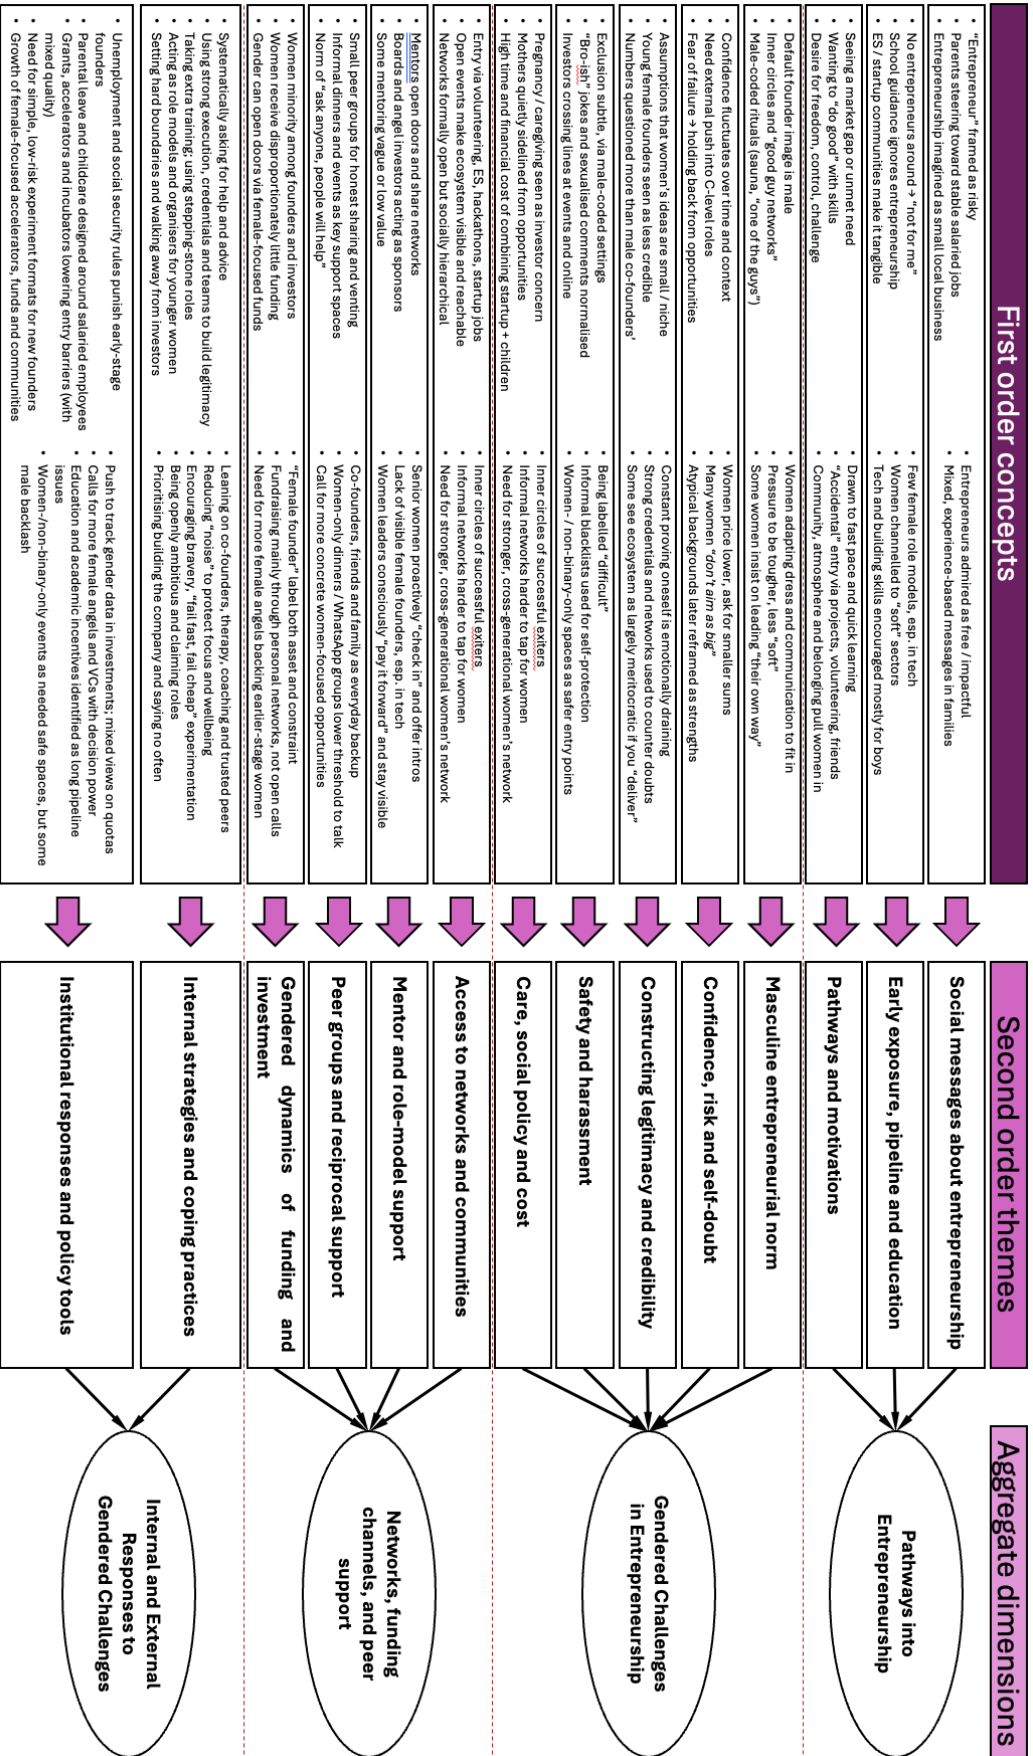 First order concepts
Second order themes
Aggregate dimensions
• "Entrepreneur" framed as risky
• Parents steering toward stable salaried jobs
• Entrepreneurship imagined as small local business
• Entrepreneurs admired as free / impactful
• Mixed, experience-based messages in families
Social messages about entrepreneurship
• No entrepreneurs around → "not for me"
• School guidance ignores entrepreneurship
• ES / startup communities make it tangible
• Few female role models, esp. in tech
• Women channelled to "soft" sectors
• Tech and building skills encouraged mostly for boys
Early exposure, pipeline and education
• Seeing a market gap or unmet need
• Wanting to "do good" with skills
• Desire for freedom, control, challenge
• Drawn to fast pace and quick learning
• "Accidental" entry via projects, volunteering, friends
• Community, atmosphere and belonging pull women in
Pathways and motivations
Pathways into
Entrepreneurship
• Default founder image is male
• Inner circles and "good guy networks"
• Male-coded rituals (sauna, "one of the guys")
• Women adapting dress and communication to fit in
• Pressure to be tougher, less "soft"
• Some women insist on leading "their own way"
Masculine entrepreneurial norm
• Confidence fluctuates over time and context
• Need external push into C-level roles
• Fear of failure → holding back from opportunities
• Women price lower, ask for smaller sums
• Many women "don't aim as big"
• Atypical backgrounds later reframed as strengths
Confidence, risk and self-doubt
• Assumptions that women's ideas are small / niche
• Young female founders seen as less credible
• Numbers questioned more than male co-founders'
• Constant proving oneself is emotionally draining
• Strong credentials and networks used to counter doubts
• Some see ecosystem as largely meritocratic if you "deliver"
Constructing legitimacy and credibility
• Exclusion subtle, via male-coded settings
• "Bro-ish" jokes and sexualised comments normalised
• Investors crossing lines at events and online
• Being labelled "difficult"
• Informal blacklists used for self-protection
• Women- / non-binary-only spaces as safer entry points
Safety and harassment
• Pregnancy / caregiving seen as investor concern
• Mothers quietly sidelined from opportunities
• High time and financial cost of combining startup + children
• Inner circles of successful exiters
• Informal networks harder to tap for women
• Need for stronger, cross-generational women's network
Care, social policy and cost
Gendered Challenges
in Entrepreneurship
• Entry via volunteering, ES, hackathons, startup jobs
• Open events make ecosystem visible and reachable
• Networks formally open but socially hierarchical
• Inner circles of successful exiters
• Informal networks harder to tap for women
• Need for stronger, cross-generational women's network
Access to networks and communities
• Mentors open doors and share networks
• Boards and angel investors acting as sponsors
• Some mentoring vague or low value
• Senior women proactively "check in" and offer intros
• Lack of visible female founders, esp. in tech
• Women leaders consciously "pay it forward" and stay visible
Mentor and role-model support
• Small peer groups for honest sharing and venting
• Informal dinners and events as key support spaces
• Norm of "ask anyone, people will help"
• Co-founders, friends and family as everyday backup
• Women-only dinners / WhatsApp groups lower threshold to talk
• Call for more concrete women-focused opportunities
Peer groups and reciprocal support
• Women minority among founders and investors
• Women receive disproportionately little funding
• Gender can open doors via female-focused funds
• "Female founder" label both asset and constraint
• Fundraising mainly through personal networks, not open calls
• Need for more female angels backing earlier-stage women
Gendered dynamics of funding and
investment
Networks, funding
channels, and peer
support
• Systematically asking for help and advice
• Using strong execution, credentials and teams to build legitimacy
• Taking extra training; using stepping-stone roles
• Acting as role models and organisers for younger women
• Setting hard boundaries and walking away from investors
• Leaning on co-founders, therapy, coaching and trusted peers
• Reducing "noise" to protect focus and wellbeing
• Encouraging bravery, "fail fast, fail cheap" experimentation
• Being openly ambitious and claiming roles
• Prioritising building the company and saying no often
Internal strategies and coping practices
• Unemployment and social security rules punish early-stage
founders
• Parental leave and childcare designed around salaried employees
• Grants, accelerators and incubators lowering entry barriers (with
mixed quality)
• Need for simple, low-risk experiment formats for new founders
• Growth of female-focused accelerators, funds and communities
• Push to track gender data in investments; mixed views on quotas
• Calls for more female angels and VCs with decision power
• Education and academic incentives identified as long pipeline
issues
• Women-/non-binary-only events as needed safe spaces, but some
male backlash
Institutional responses and policy tools
Internal and External
Responses to
Gendered Challenges